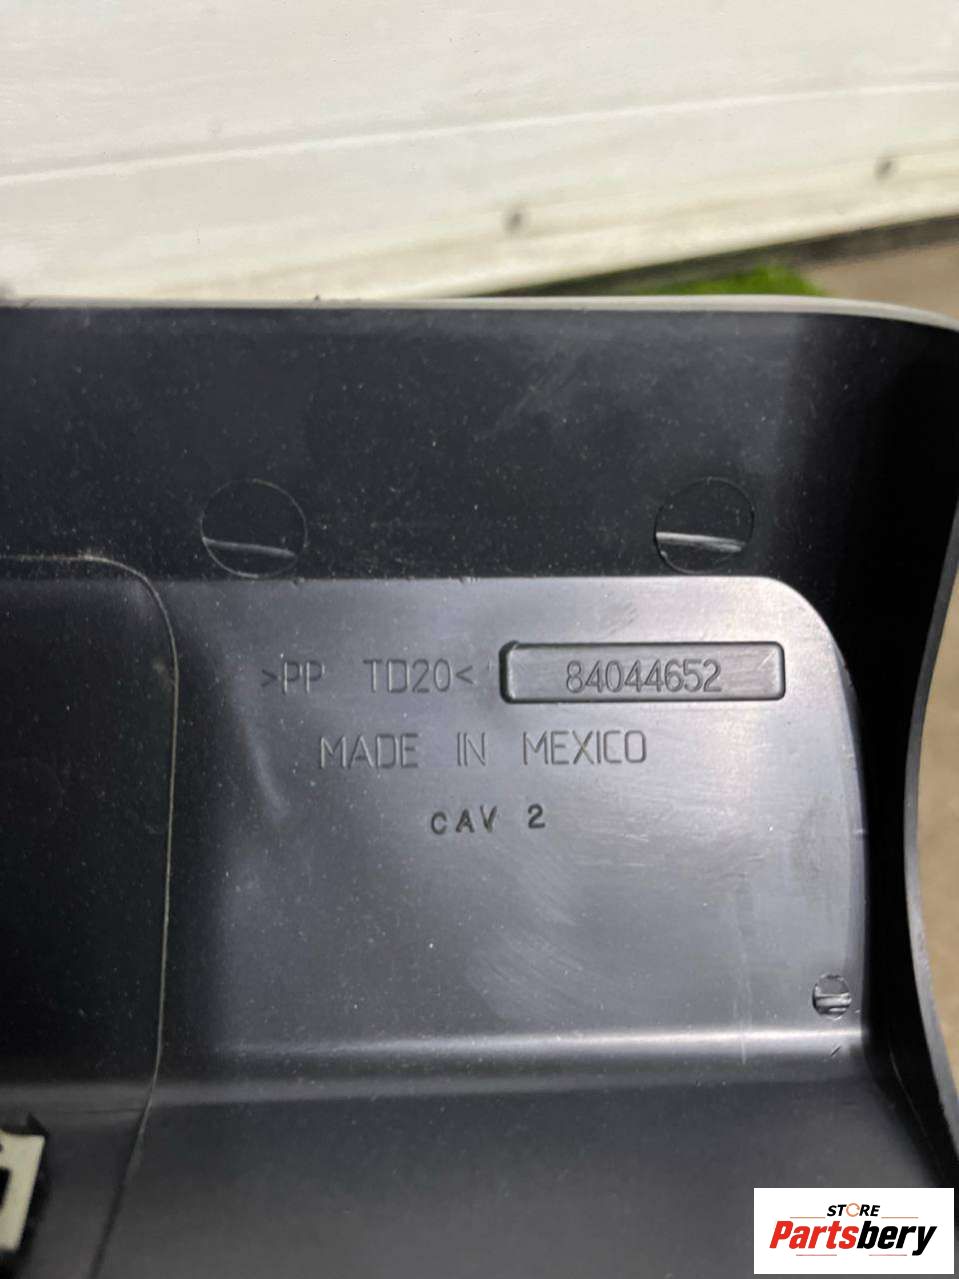 >PP TD20< 84044652
MADE IN MEXICO
CAV 2
STORE
Partsbery